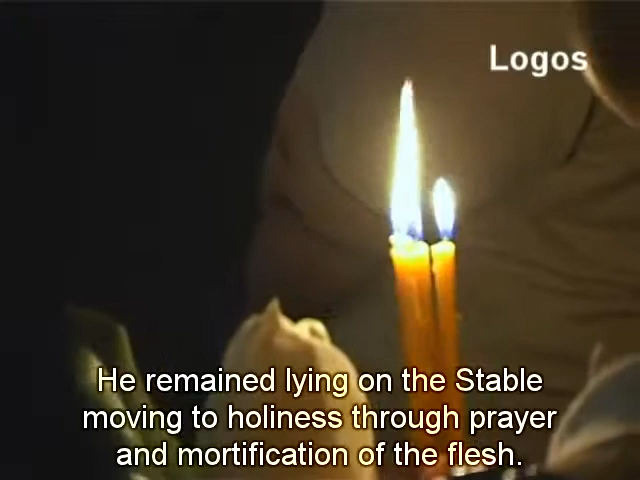 Logos
He remained lying on the Stable
moving to holiness through prayer
and mortification of the flesh.